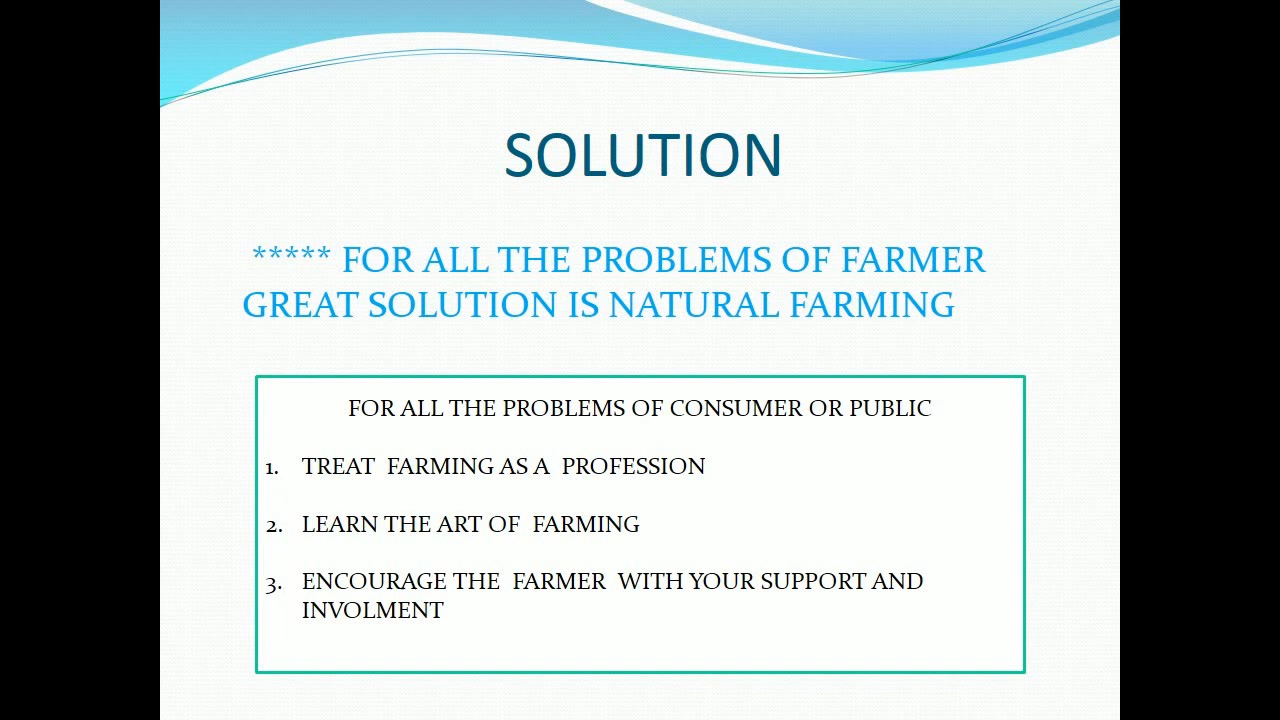 SOLUTION
***** FOR ALL THE PROBLEMS OF FARMER
GREAT SOLUTION IS NATURAL FARMING
FOR ALL THE PROBLEMS OF CONSUMER OR PUBLIC
1. TREAT FARMING AS A PROFESSION
2. LEARN THE ART OF FARMING
3. ENCOURAGE THE FARMER WITH YOUR SUPPORT AND
INVOLMENT